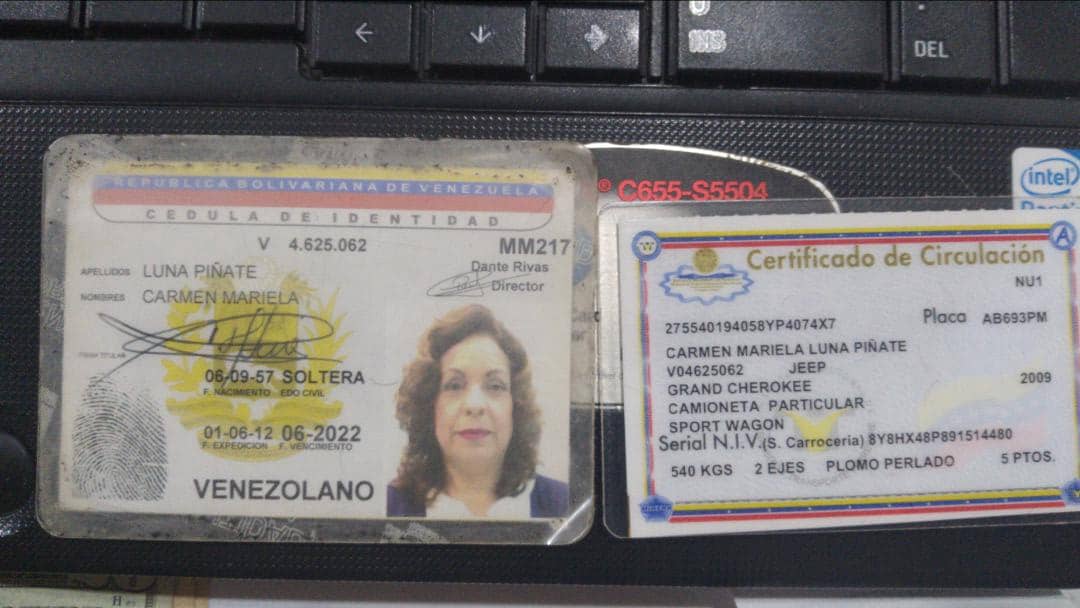 INS
DEL
C655-S5504
intel
REPUBLICA BOLIVARIANA DE VENEZUELA
CEDULA DE IDENTIDAD
V 4.625.062
MM217
Dante Rivas
Director
APELLIDOS LUNA PIÑATE
NOMBRES CARMEN MARIELA
06-09-57 SOLTERA
F. NACIMIENTO EDO CIVIL
01-06-12 06-2022
F. EXPEDICION F. VENCIMIENTO
VENEZOLANO
A
Certificado de Circulación
NU1
275540194058YP4074X7
Placa AB693PM
CARMEN MARIELA LUNA PIÑATE
V04625062 JEEP
GRAND CHEROKEE 2009
CAMIONETA PARTICULAR
SPORT WAGON
Serial N.I.V.(S. Carroceria) 8Y8HX48P891514480
540 KGS 2 EJES PLOMO PERLADO 5 PTOS.